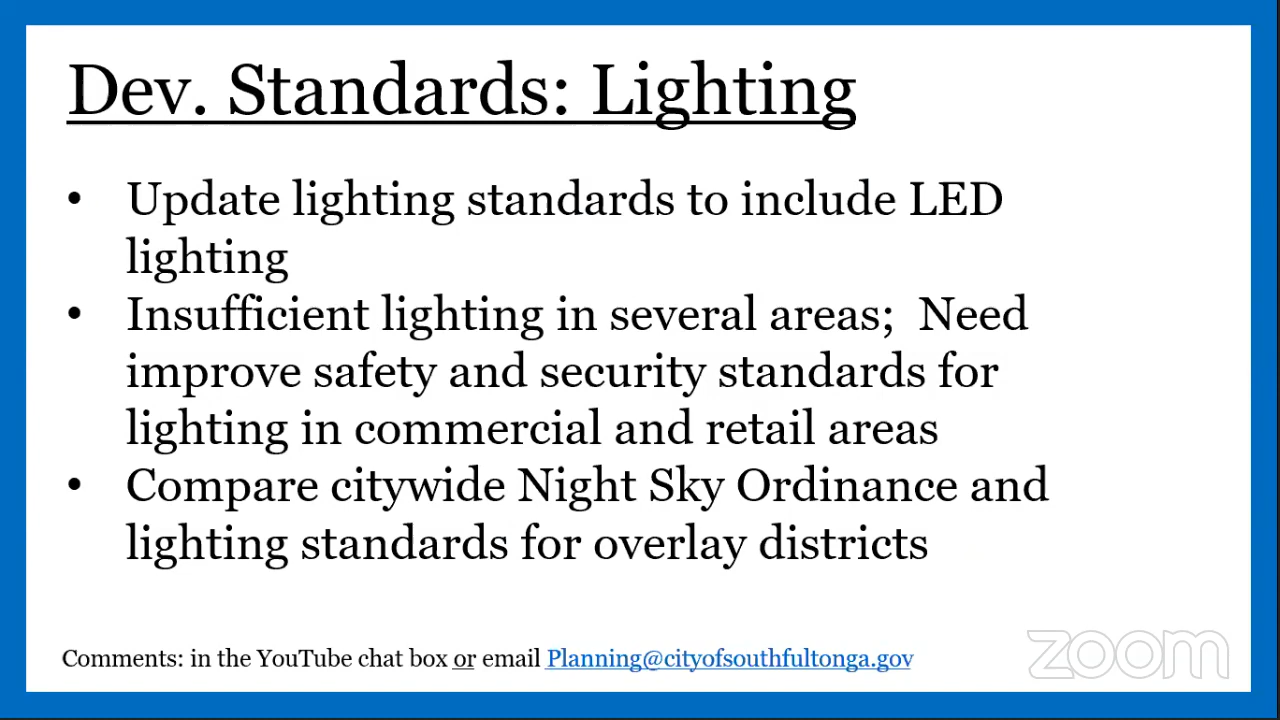 Dev. Standards: Lighting
• Update lighting standards to include LED
lighting
• Insufficient lighting in several areas;  Need
improve safety and security standards for
lighting in commercial and retail areas
• Compare citywide Night Sky Ordinance and
lighting standards for overlay districts
Comments: in the YouTube chat box or email Planning@cityofsouthfultonga.gov
zoom